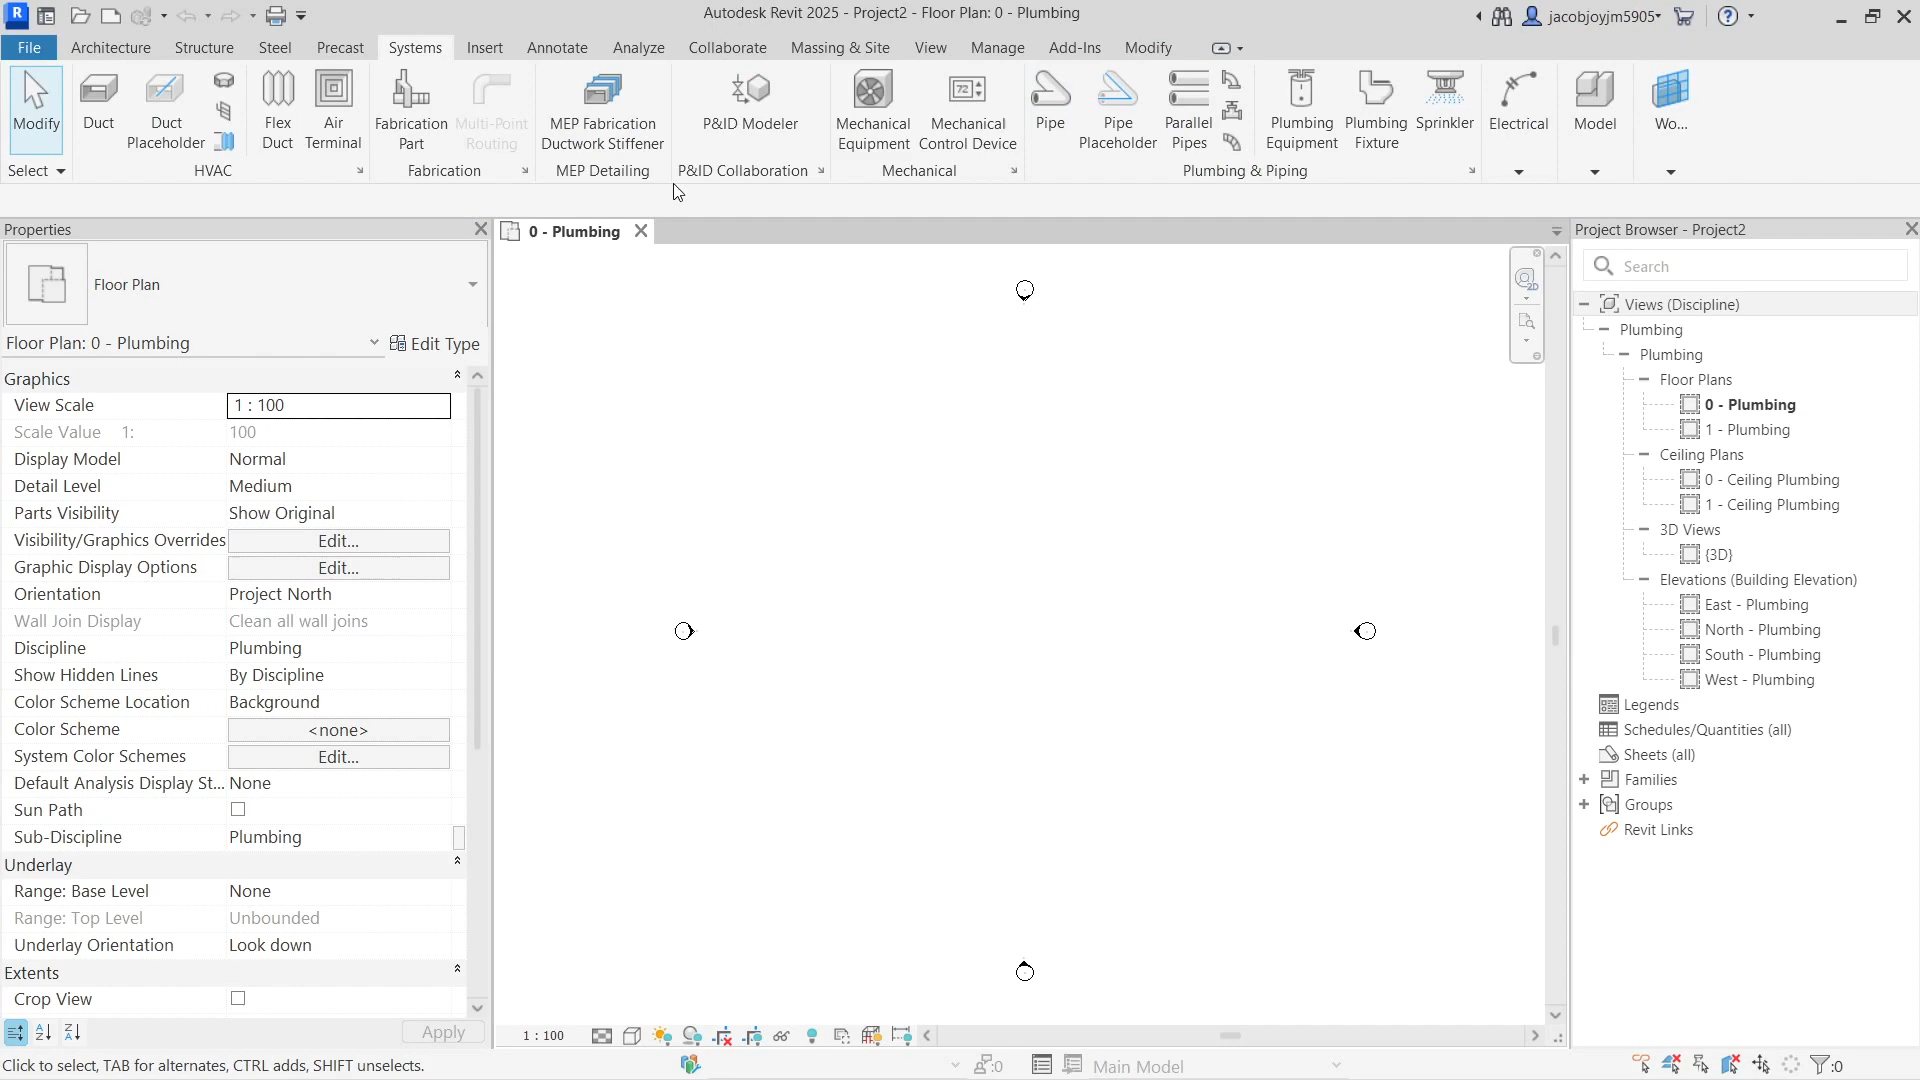 Autodesk Revit 2025 - Project2 - Floor Plan: 0 - Plumbing
jacobjoyjm5905
File Architecture Structure Steel Precast Systems Insert Annotate Analyze Collaborate Massing & Site View Manage Add-Ins Modify
Modify
Duct
Duct
Placeholder
Flex
Duct
Air
Terminal
Fabrication
Part
Multi-Point
Routing
MEP Fabrication
Ductwork Stiffener
P&ID Modeler
Mechanical
Equipment
Mechanical
Control Device
Pipe
Pipe
Placeholder
Parallel
Pipes
Plumbing
Equipment
Plumbing
Fixture
Sprinkler
Electrical
Model
Wo...
Select HVAC Fabrication MEP Detailing P&ID Collaboration Mechanical Plumbing & Piping
Properties
Floor Plan
Floor Plan: 0 - Plumbing Edit Type
Graphics
View Scale 1 : 100
Scale Value 1: 100
Display Model Normal
Detail Level Medium
Parts Visibility Show Original
Visibility/Graphics Overrides Edit...
Graphic Display Options Edit...
Orientation Project North
Wall Join Display Clean all wall joins
Discipline Plumbing
Show Hidden Lines By Discipline
Color Scheme Location Background
Color Scheme <none>
System Color Schemes Edit...
Default Analysis Display St... None
Sun Path
Sub-Discipline Plumbing
Underlay
Range: Base Level None
Range: Top Level Unbounded
Underlay Orientation Look down
Extents
Crop View
Apply
0 - Plumbing
2D
1 : 100
Project Browser - Project2
Search
Views (Discipline)
Plumbing
Plumbing
Floor Plans
0 - Plumbing
1 - Plumbing
Ceiling Plans
0 - Ceiling Plumbing
1 - Ceiling Plumbing
3D Views
{3D}
Elevations (Building Elevation)
East - Plumbing
North - Plumbing
South - Plumbing
West - Plumbing
Legends
Schedules/Quantities (all)
Sheets (all)
Families
Groups
Revit Links
Click to select, TAB for alternates, CTRL adds, SHIFT unselects. :0 Main Model :0